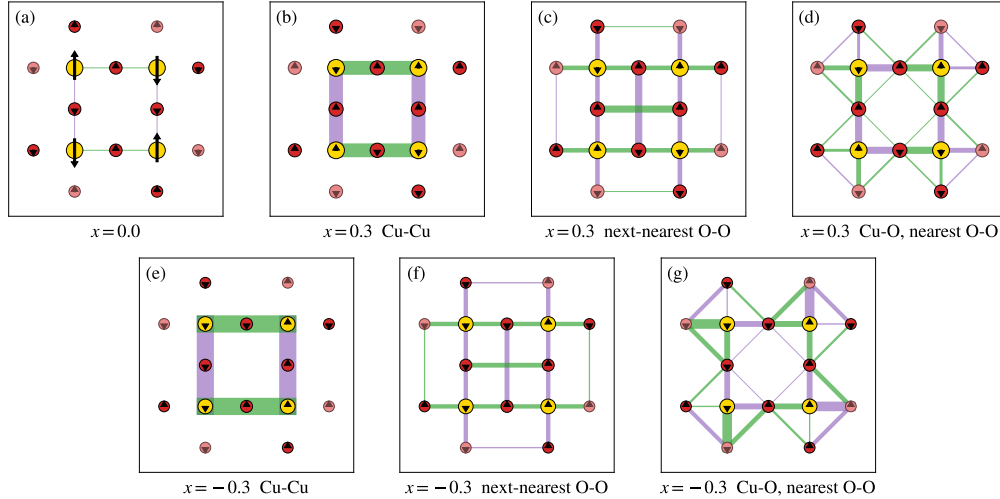 (a)
(b)
(c)
(d)
x = 0.0
x = 0.3 Cu-Cu
x = 0.3 next-nearest O-O
x = 0.3 Cu-O, nearest O-O
(e)
(f)
(g)
x = −0.3 Cu-Cu
x = −0.3 next-nearest O-O
x = −0.3 Cu-O, nearest O-O